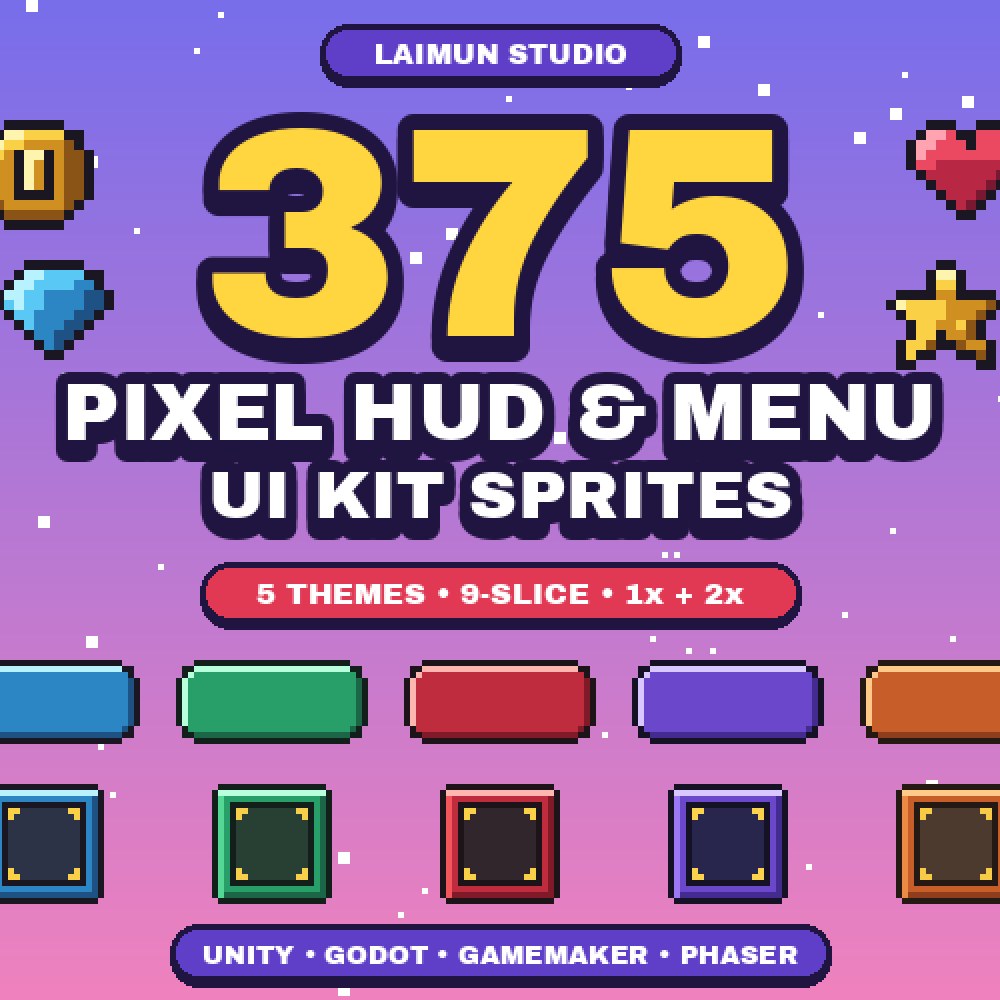 LAIMUN STUDIO
375
PIXEL HUD & MENU
UI KIT SPRITES
5 THEMES • 9-SLICE • 1x + 2x
UNITY • GODOT • GAMEMAKER • PHASER